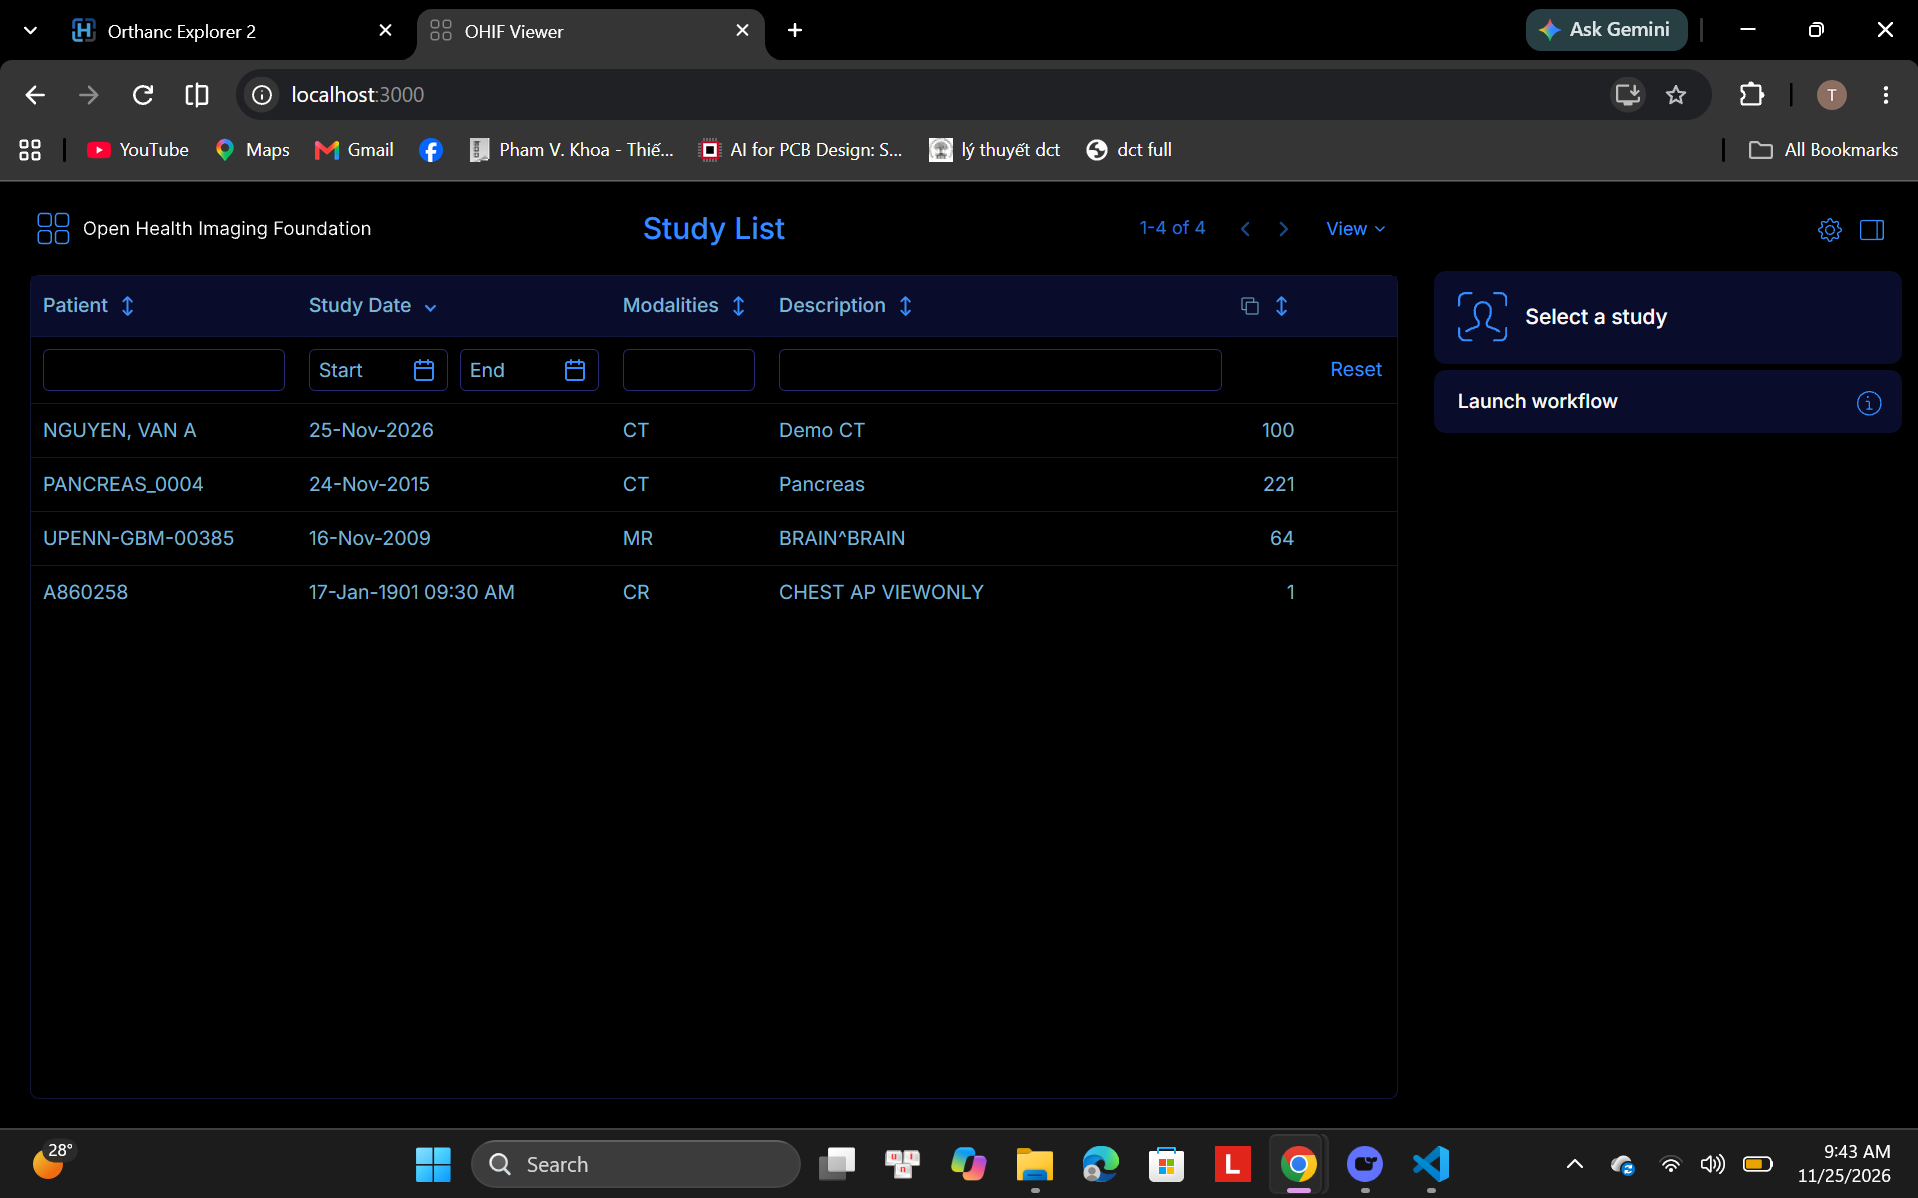 Orthanc Explorer 2
OHIF Viewer
Ask Gemini
localhost:3000
T
YouTube
Maps
Gmail
Pham V. Khoa - Thiế...
AI for PCB Design: S...
lý thuyết dct
dct full
All Bookmarks
Open Health Imaging Foundation
Study List
1-4 of 4
View
Patient
Study Date
Modalities
Description
Start
End
Reset
NGUYEN, VAN A 25-Nov-2026 CT Demo CT 100
PANCREAS_0004 24-Nov-2015 CT Pancreas 221
UPENN-GBM-00385 16-Nov-2009 MR BRAIN^BRAIN 64
A860258 17-Jan-1901 09:30 AM CR CHEST AP VIEWONLY 1
Select a study
Launch workflow
28°
Search
u i n
L
9:43 AM
11/25/2026